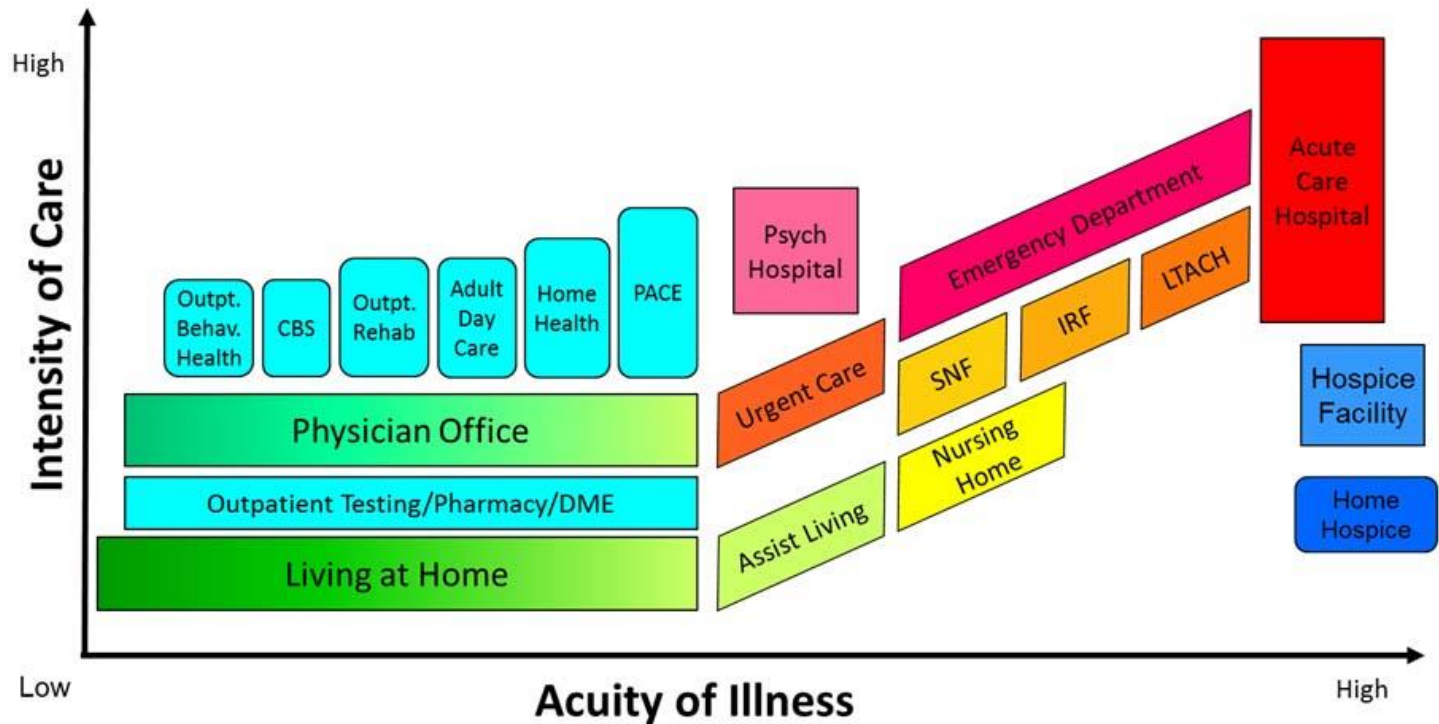 High
Intensity of Care
Low
Outpt.
Behav.
Health
CBS
Outpt.
Rehab
Adult
Day
Care
Home
Health
PACE
Physician Office
Outpatient Testing/Pharmacy/DME
Living at Home
Psych
Hospital
Urgent Care
Assist Living
Emergency Department
SNF
IRF
LTACH
Nursing
Home
Acute
Care
Hospital
Hospice
Facility
Home
Hospice
Acuity of Illness
High